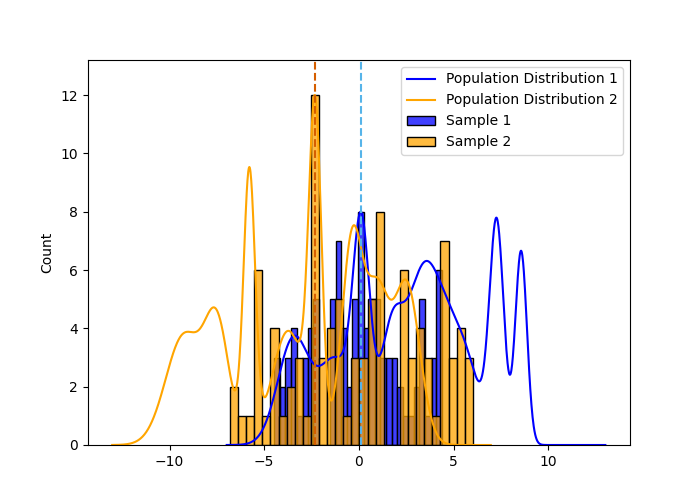 Population Distribution 1
Population Distribution 2
Sample 1
Sample 2
Count
12
10
8
6
4
2
0
−10
−5
0
5
10